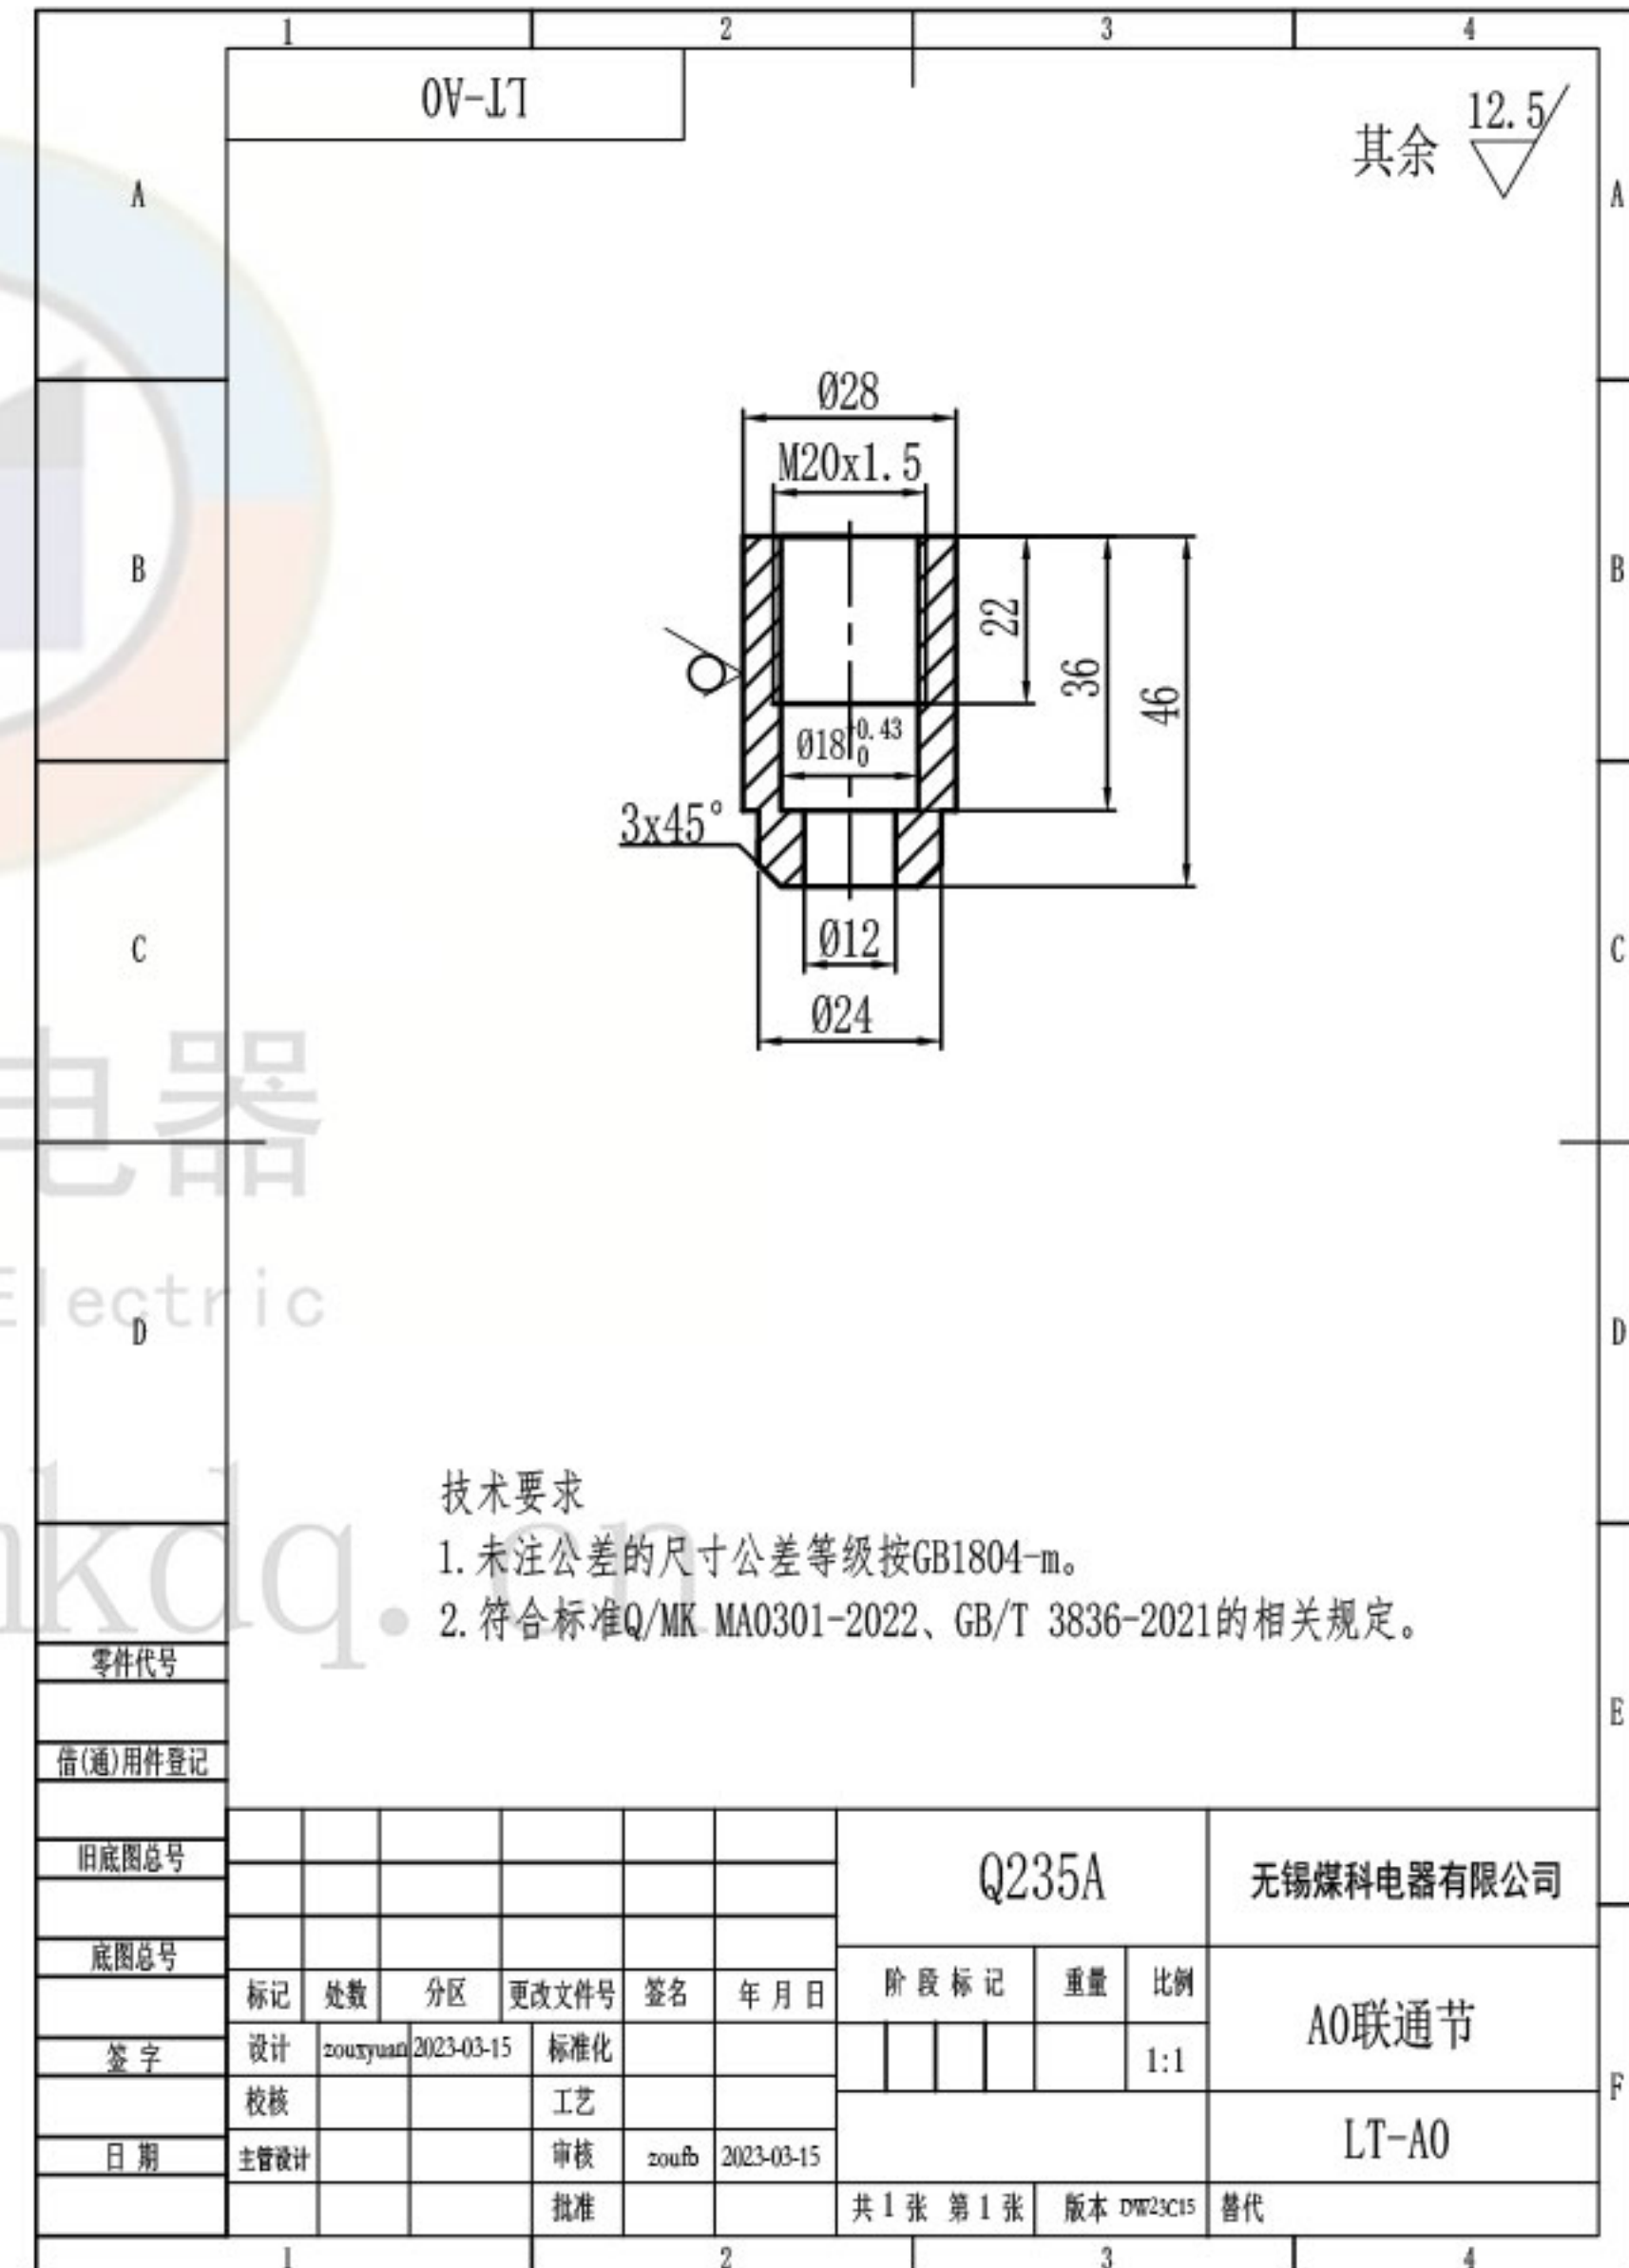 1 2 3 4
LT-A0
其余 12.5
A A
Ø28
M20x1.5
B B
22
36
46
Ø18 +0.43 0
3x45°
Ø12
C C
Ø24
电器
Electric
D D
kdq.cn
技术要求
1.未注公差的尺寸公差等级按GB1804-m。
2.符合标准Q/MK MA0301-2022、GB/T 3836-2021的相关规定。
零件代号
E
借(通)用件登记
旧底图总号
底图总号
签字
日期
Q235A
无锡煤科电器有限公司
标记 处数 分区 更改文件号 签名 年月日
阶段标记 重量 比例
设计 zouxyuan 2023-03-15 标准化
1:1
A0联通节
校核 工艺
F
主管设计 审核 zoufb 2023-03-15
LT-A0
批准
共1张 第1张 版本 DW23C15 替代
1 2 3 4